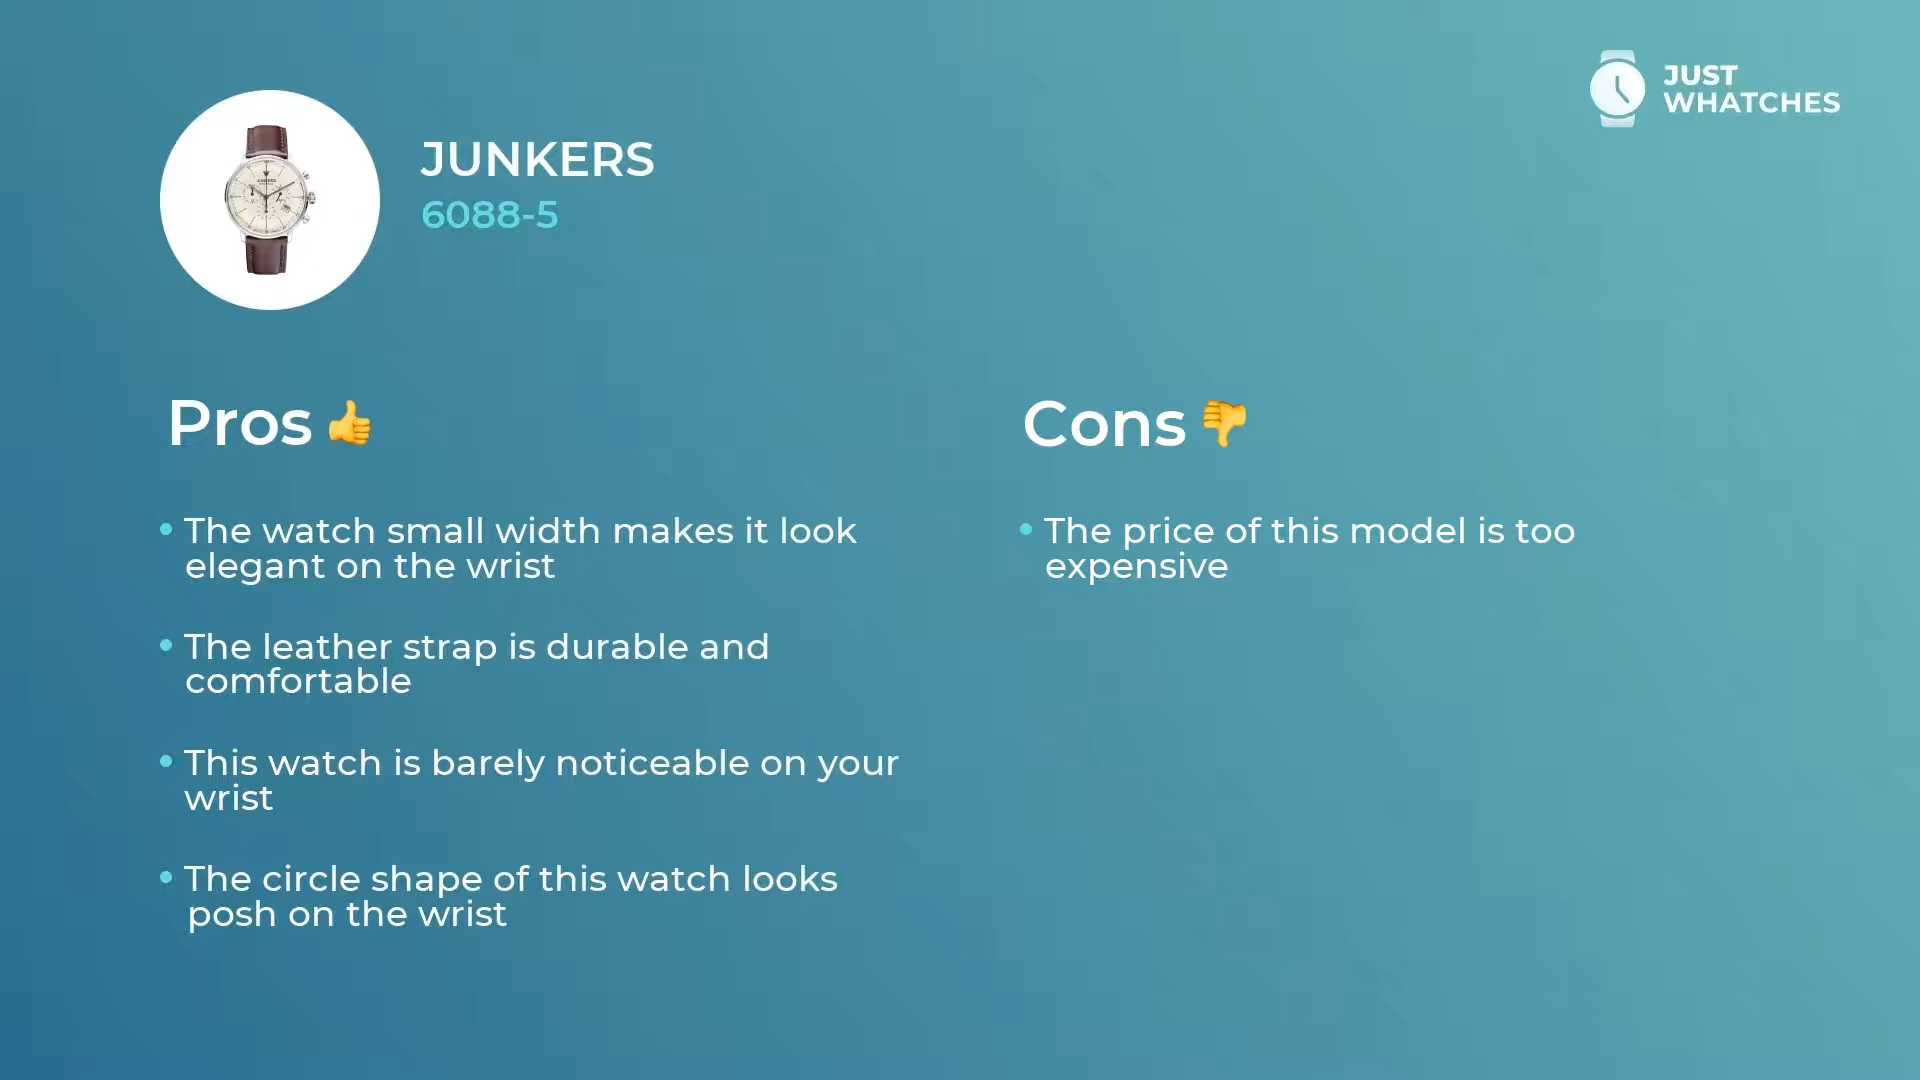 JUST
WHATCHES
JUNKERS
6088-5
Pros 👍
Cons 👎
• The watch small width makes it look
elegant on the wrist
• The leather strap is durable and
comfortable
• This watch is barely noticeable on your
wrist
• The circle shape of this watch looks
posh on the wrist
• The price of this model is too
expensive